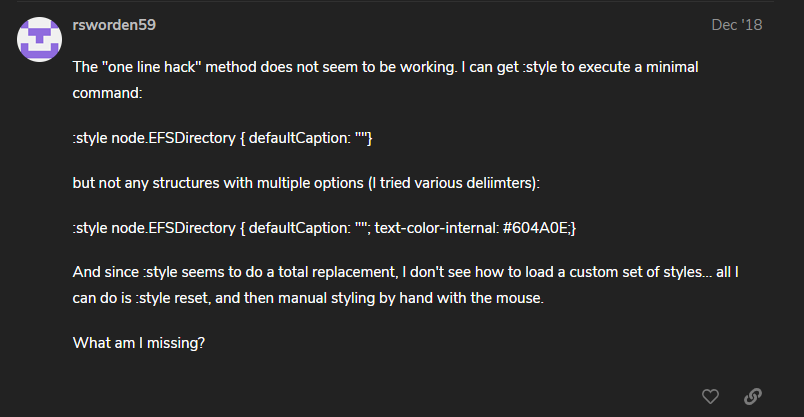 rsworden59
Dec '18
The "one line hack" method does not seem to be working. I can get :style to execute a minimal
command:
:style node.EFSDirectory { defaultCaption: ""}
but not any structures with multiple options (I tried various deliimters):
:style node.EFSDirectory { defaultCaption: ""; text-color-internal: #604A0E;}
And since :style seems to do a total replacement, I don't see how to load a custom set of styles... all I
can do is :style reset, and then manual styling by hand with the mouse.
What am I missing?